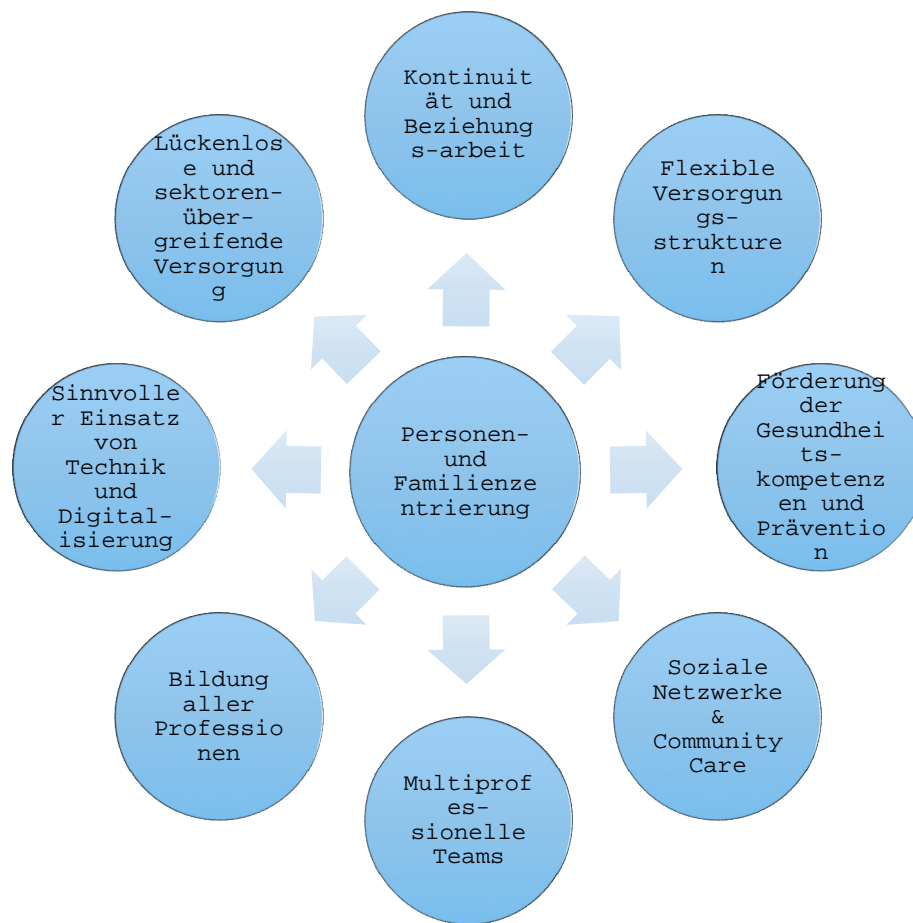 Kontinuit
ät und
Beziehung
s-arbeit
Flexible
Versorgun
gs-
strukture
n
Förderung
der
Gesundhei
ts-
kompetenz
en und
Präventio
n
Soziale
Netzwerke
&
Community
Care
Multiprof
es-
sionelle
Teams
Bildung
aller
Professio
nen
Sinnvolle
r Einsatz
von
Technik
und
Digital-
isierung
Lückenlos
e und
sektoren-
über-
greifende
Versorgun
g
Personen-
und
Familienze
ntrierung